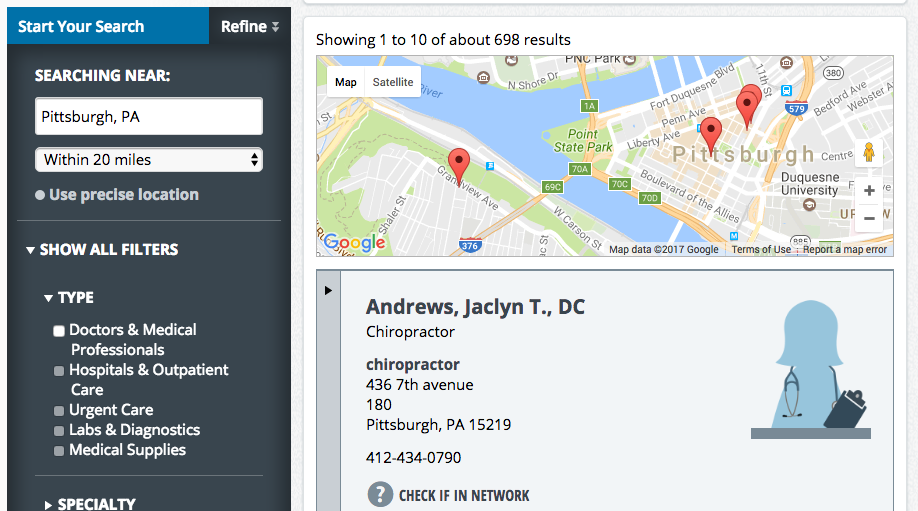 Start Your Search
Refine
SEARCHING NEAR:
Pittsburgh, PA
Within 20 miles
Use precise location
SHOW ALL FILTERS
TYPE
Doctors & Medical
Professionals
Hospitals & Outpatient
Care
Urgent Care
Labs & Diagnostics
Medical Supplies
SPECIALTY
Showing 1 to 10 of about 698 results
Map
Satellite
PNC Park
N Shore Dr
River
11th St
380
1A
Fort Duquesne Blvd
579
Bedford Ave
Webster A
Penn Ave
Point
State Park
Liberty Ave
Pittsburgh
Centre
70A
Grandview Ave
69C
70C
70D
Duquesne
University
Boulevard of the Allies
Shaler St
W Carson St
UP
W
Google
376
885
Map data ©2017 Google
Terms of Use
Report a map error
Andrews, Jaclyn T., DC
Chiropractor
chiropractor
436 7th avenue
180
Pittsburgh, PA 15219
412-434-0790
? CHECK IF IN NETWORK